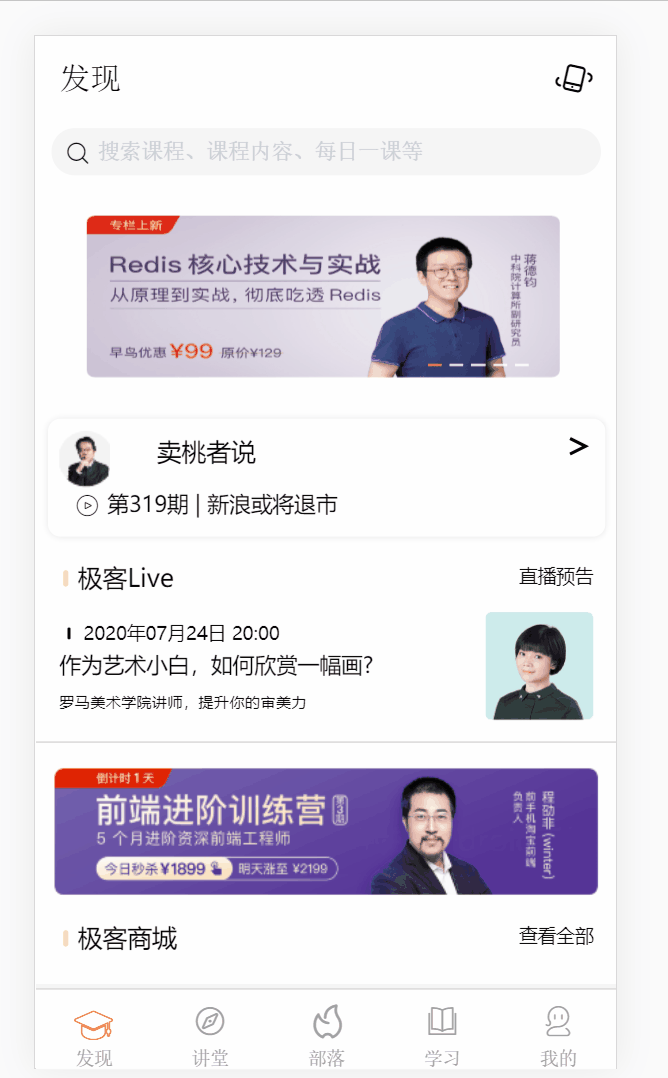 发现
搜索课程、课程内容、每日一课等
专栏上新
Redis 核心技术与实战
从原理到实战，彻底吃透 Redis
早鸟优惠 ¥99 原价¥129
蒋德钧
中科院计算所副研究员
卖桃者说
>
第319期 | 新浪或将退市
极客Live
直播预告
2020年07月24日 20:00
作为艺术小白，如何欣赏一幅画?
罗马美术学院讲师，提升你的审美力
倒计时 1 天
前端进阶训练营 第3期
5 个月进阶资深前端工程师
今日秒杀¥1899 明天涨至 ¥2199
程劭非 (winter)
前手机淘宝前端
负责人
极客商城
查看全部
发现
讲堂
部落
学习
我的